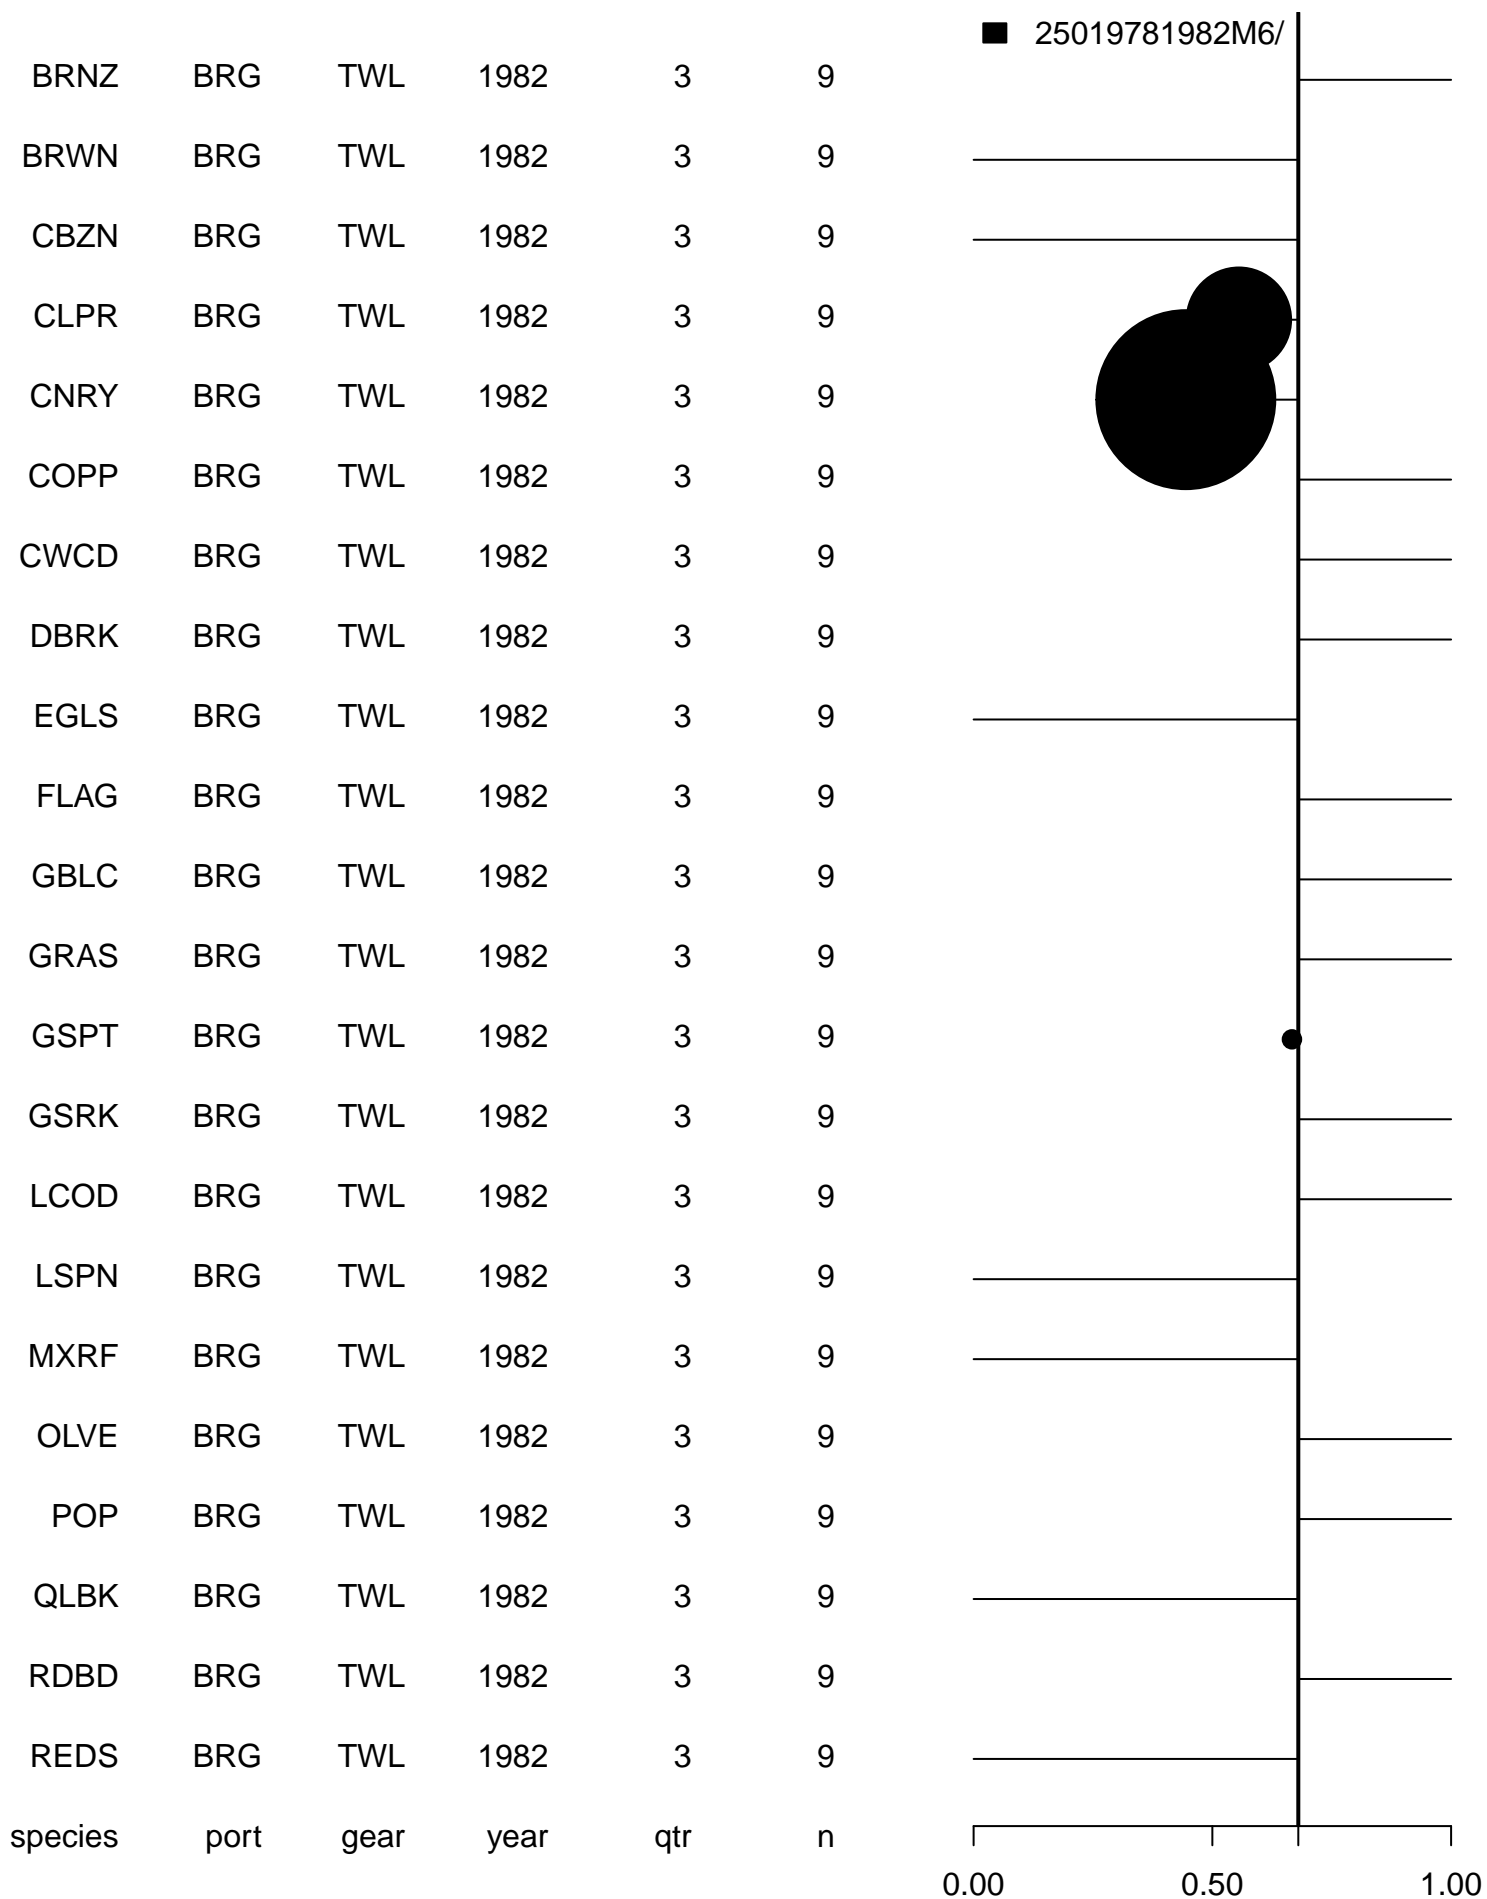 25019781982M6/
BRNZ BRG TWL 1982 3 9
BRWN BRG TWL 1982 3 9
CBZN BRG TWL 1982 3 9
CLPR BRG TWL 1982 3 9
CNRY BRG TWL 1982 3 9
COPP BRG TWL 1982 3 9
CWCD BRG TWL 1982 3 9
DBRK BRG TWL 1982 3 9
EGLS BRG TWL 1982 3 9
FLAG BRG TWL 1982 3 9
GBLC BRG TWL 1982 3 9
GRAS BRG TWL 1982 3 9
GSPT BRG TWL 1982 3 9
GSRK BRG TWL 1982 3 9
LCOD BRG TWL 1982 3 9
LSPN BRG TWL 1982 3 9
MXRF BRG TWL 1982 3 9
OLVE BRG TWL 1982 3 9
POP BRG TWL 1982 3 9
QLBK BRG TWL 1982 3 9
RDBD BRG TWL 1982 3 9
REDS BRG TWL 1982 3 9
species port gear year qtr n
0.00 0.50 1.00